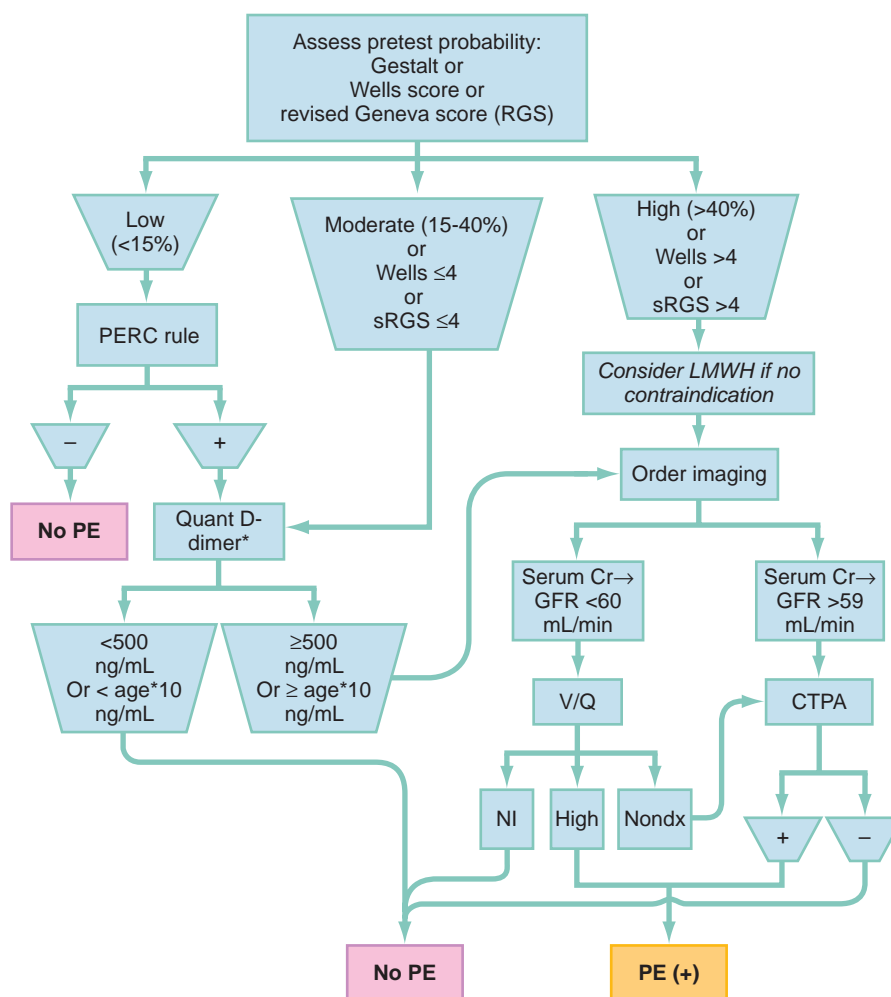 Assess pretest probability:
Gestalt or
Wells score or
revised Geneva score (RGS)
Low
(<15%)
Moderate (15-40%)
or
Wells ≤4
or
sRGS ≤4
High (>40%)
or
Wells >4
or
sRGS >4
PERC rule
Consider LMWH if no
contraindication
–
+
Order imaging
No PE
Quant D-
dimer*
Serum Cr→
GFR <60
mL/min
Serum Cr→
GFR >59
mL/min
<500
ng/mL
Or < age*10
ng/mL
≥500
ng/mL
Or ≥ age*10
ng/mL
V/Q
CTPA
NI
High
Nondx
+
–
No PE
PE (+)